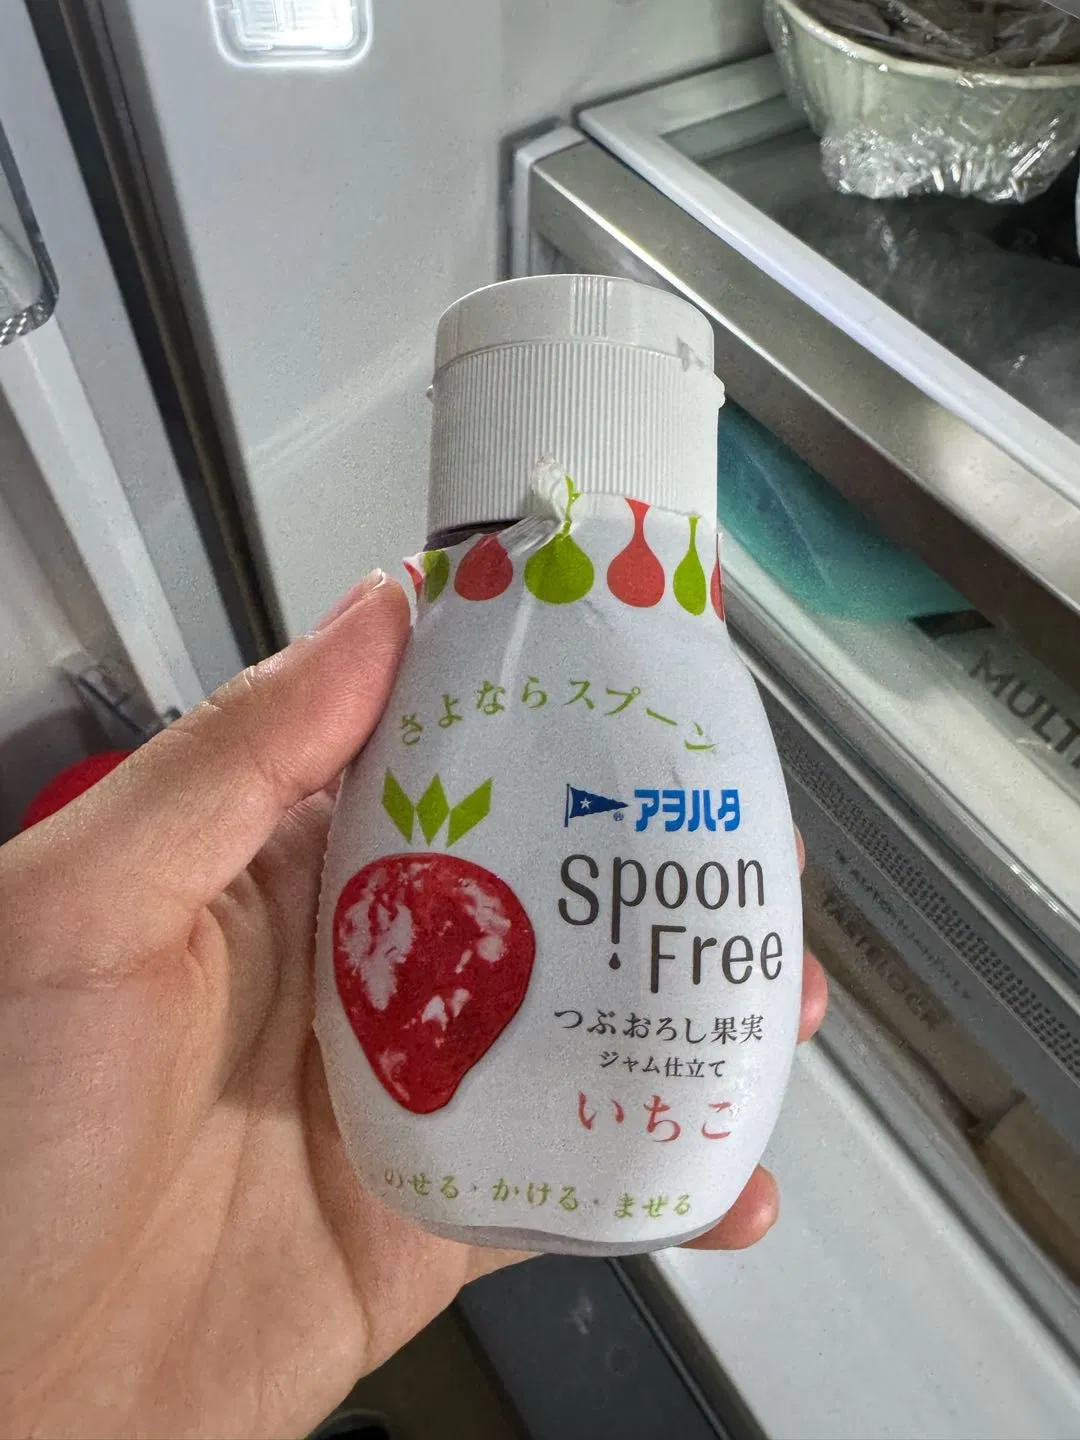 さよならスプーン
アヲハタ
Spoon
Free
つぶおろし果実
ジャム仕立て
いちご
のせる・かける・まぜる
MULT